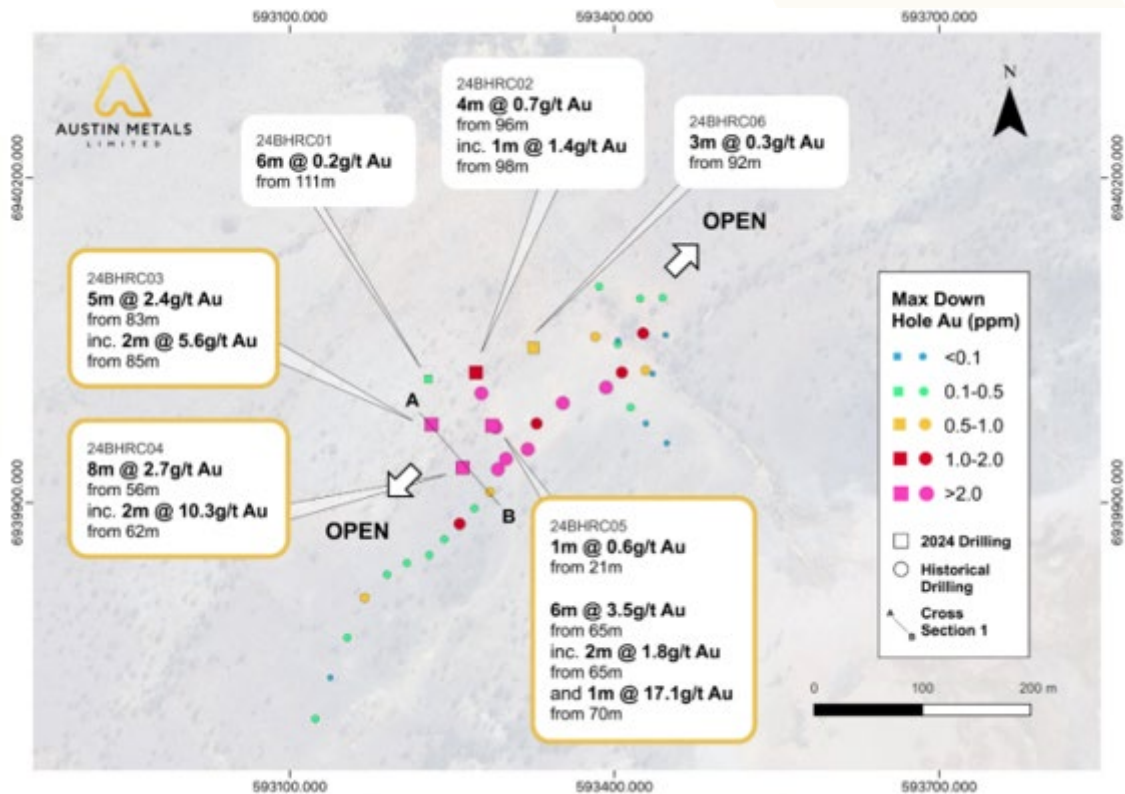 593100.000
593400.000
593700.000
6940200.000
6940200.000
6939900.000
6939900.000
AUSTIN METALS
LIMITED
24BHRC01
6m @ 0.2g/t Au
from 111m
24BHRC02
4m @ 0.7g/t Au
from 96m
inc. 1m @ 1.4g/t Au
from 98m
24BHRC06
3m @ 0.3g/t Au
from 92m
N
OPEN
24BHRC03
5m @ 2.4g/t Au
from 83m
inc. 2m @ 5.6g/t Au
from 85m
A
24BHRC04
8m @ 2.7g/t Au
from 56m
inc. 2m @ 10.3g/t Au
from 62m
OPEN
B
24BHRC05
1m @ 0.6g/t Au
from 21m
6m @ 3.5g/t Au
from 65m
inc. 2m @ 1.8g/t Au
from 65m
and 1m @ 17.1g/t Au
from 70m
Max Down
Hole Au (ppm)
<0.1
0.1-0.5
0.5-1.0
1.0-2.0
>2.0
2024 Drilling
Historical
Drilling
A
Cross
Section 1
B
0
100
200 m
593100.000
593400.000
593700.000